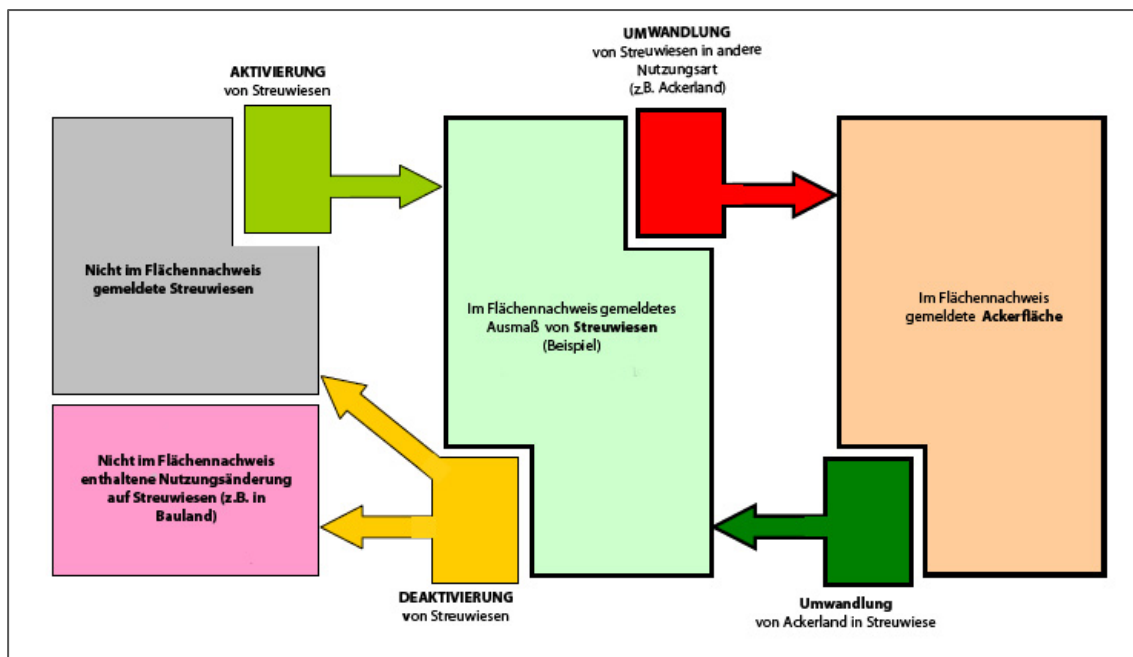 AKTIVIERUNG
von Streuwiesen
UMWANDLUNG
von Streuwiesen in andere
Nutzungsart
(z.B. Ackerland)
Nicht im Flächennachweis
gemeldete Streuwiesen
Im Flächennachweis gemeldetes
Ausmaß von Streuwiesen
(Beispiel)
Im Flächennachweis
gemeldete Ackerfläche
Nicht im Flächennachweis
enthaltene Nutzungsänderung
auf Streuwiesen (z.B. in
Bauland)
DEAKTIVIERUNG
von Streuwiesen
Umwandlung
von Ackerland in Streuwiese